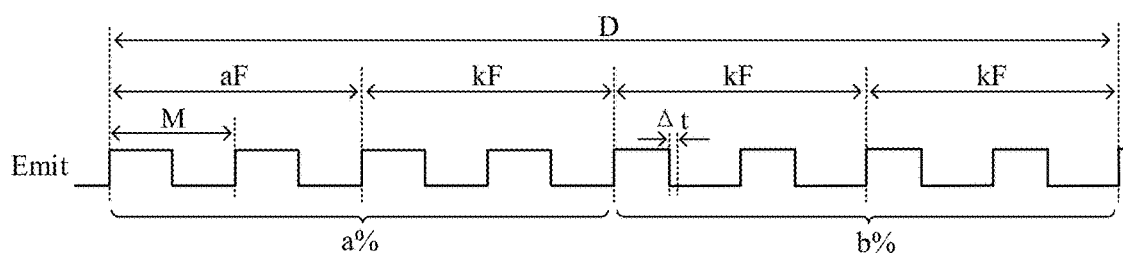 D
aF kF kF kF
M Δ t
Emit
a% b%